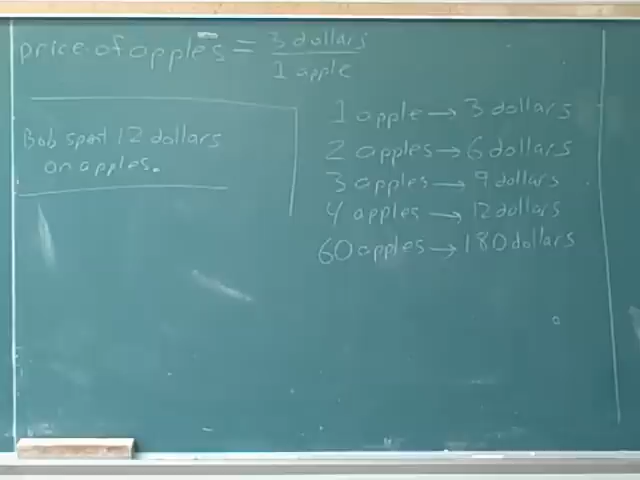 price of apples = 3 dollars / 1 apple
Bob spent 12 dollars
on apples.
1 apple → 3 dollars
2 apples → 6 dollars
3 apples → 9 dollars
4 apples → 12 dollars
60 apples → 180 dollars